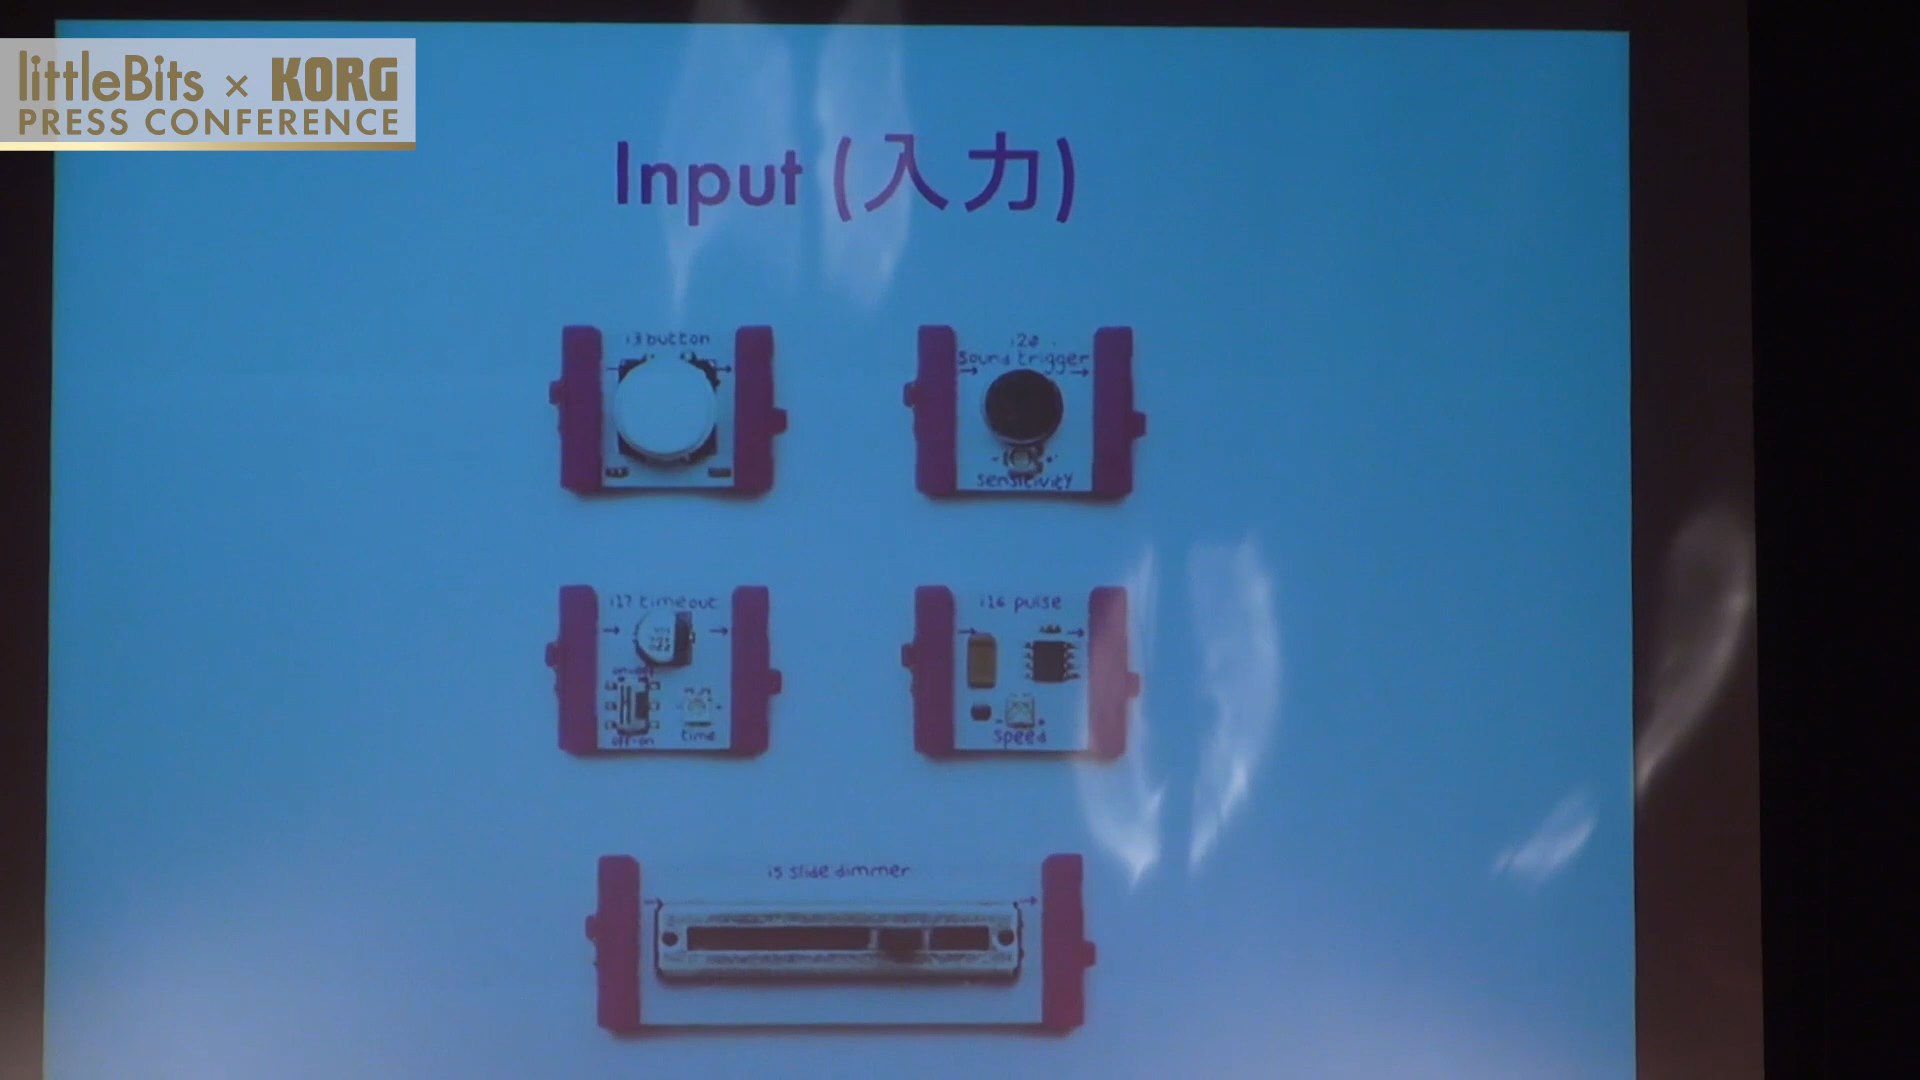 littleBits × KORG
PRESS CONFERENCE
Input (入力)
i3 button
Sound trigger
sensitivity
i17 timeout
off-on
time
i16 pulse
speed
i5 slide dimmer